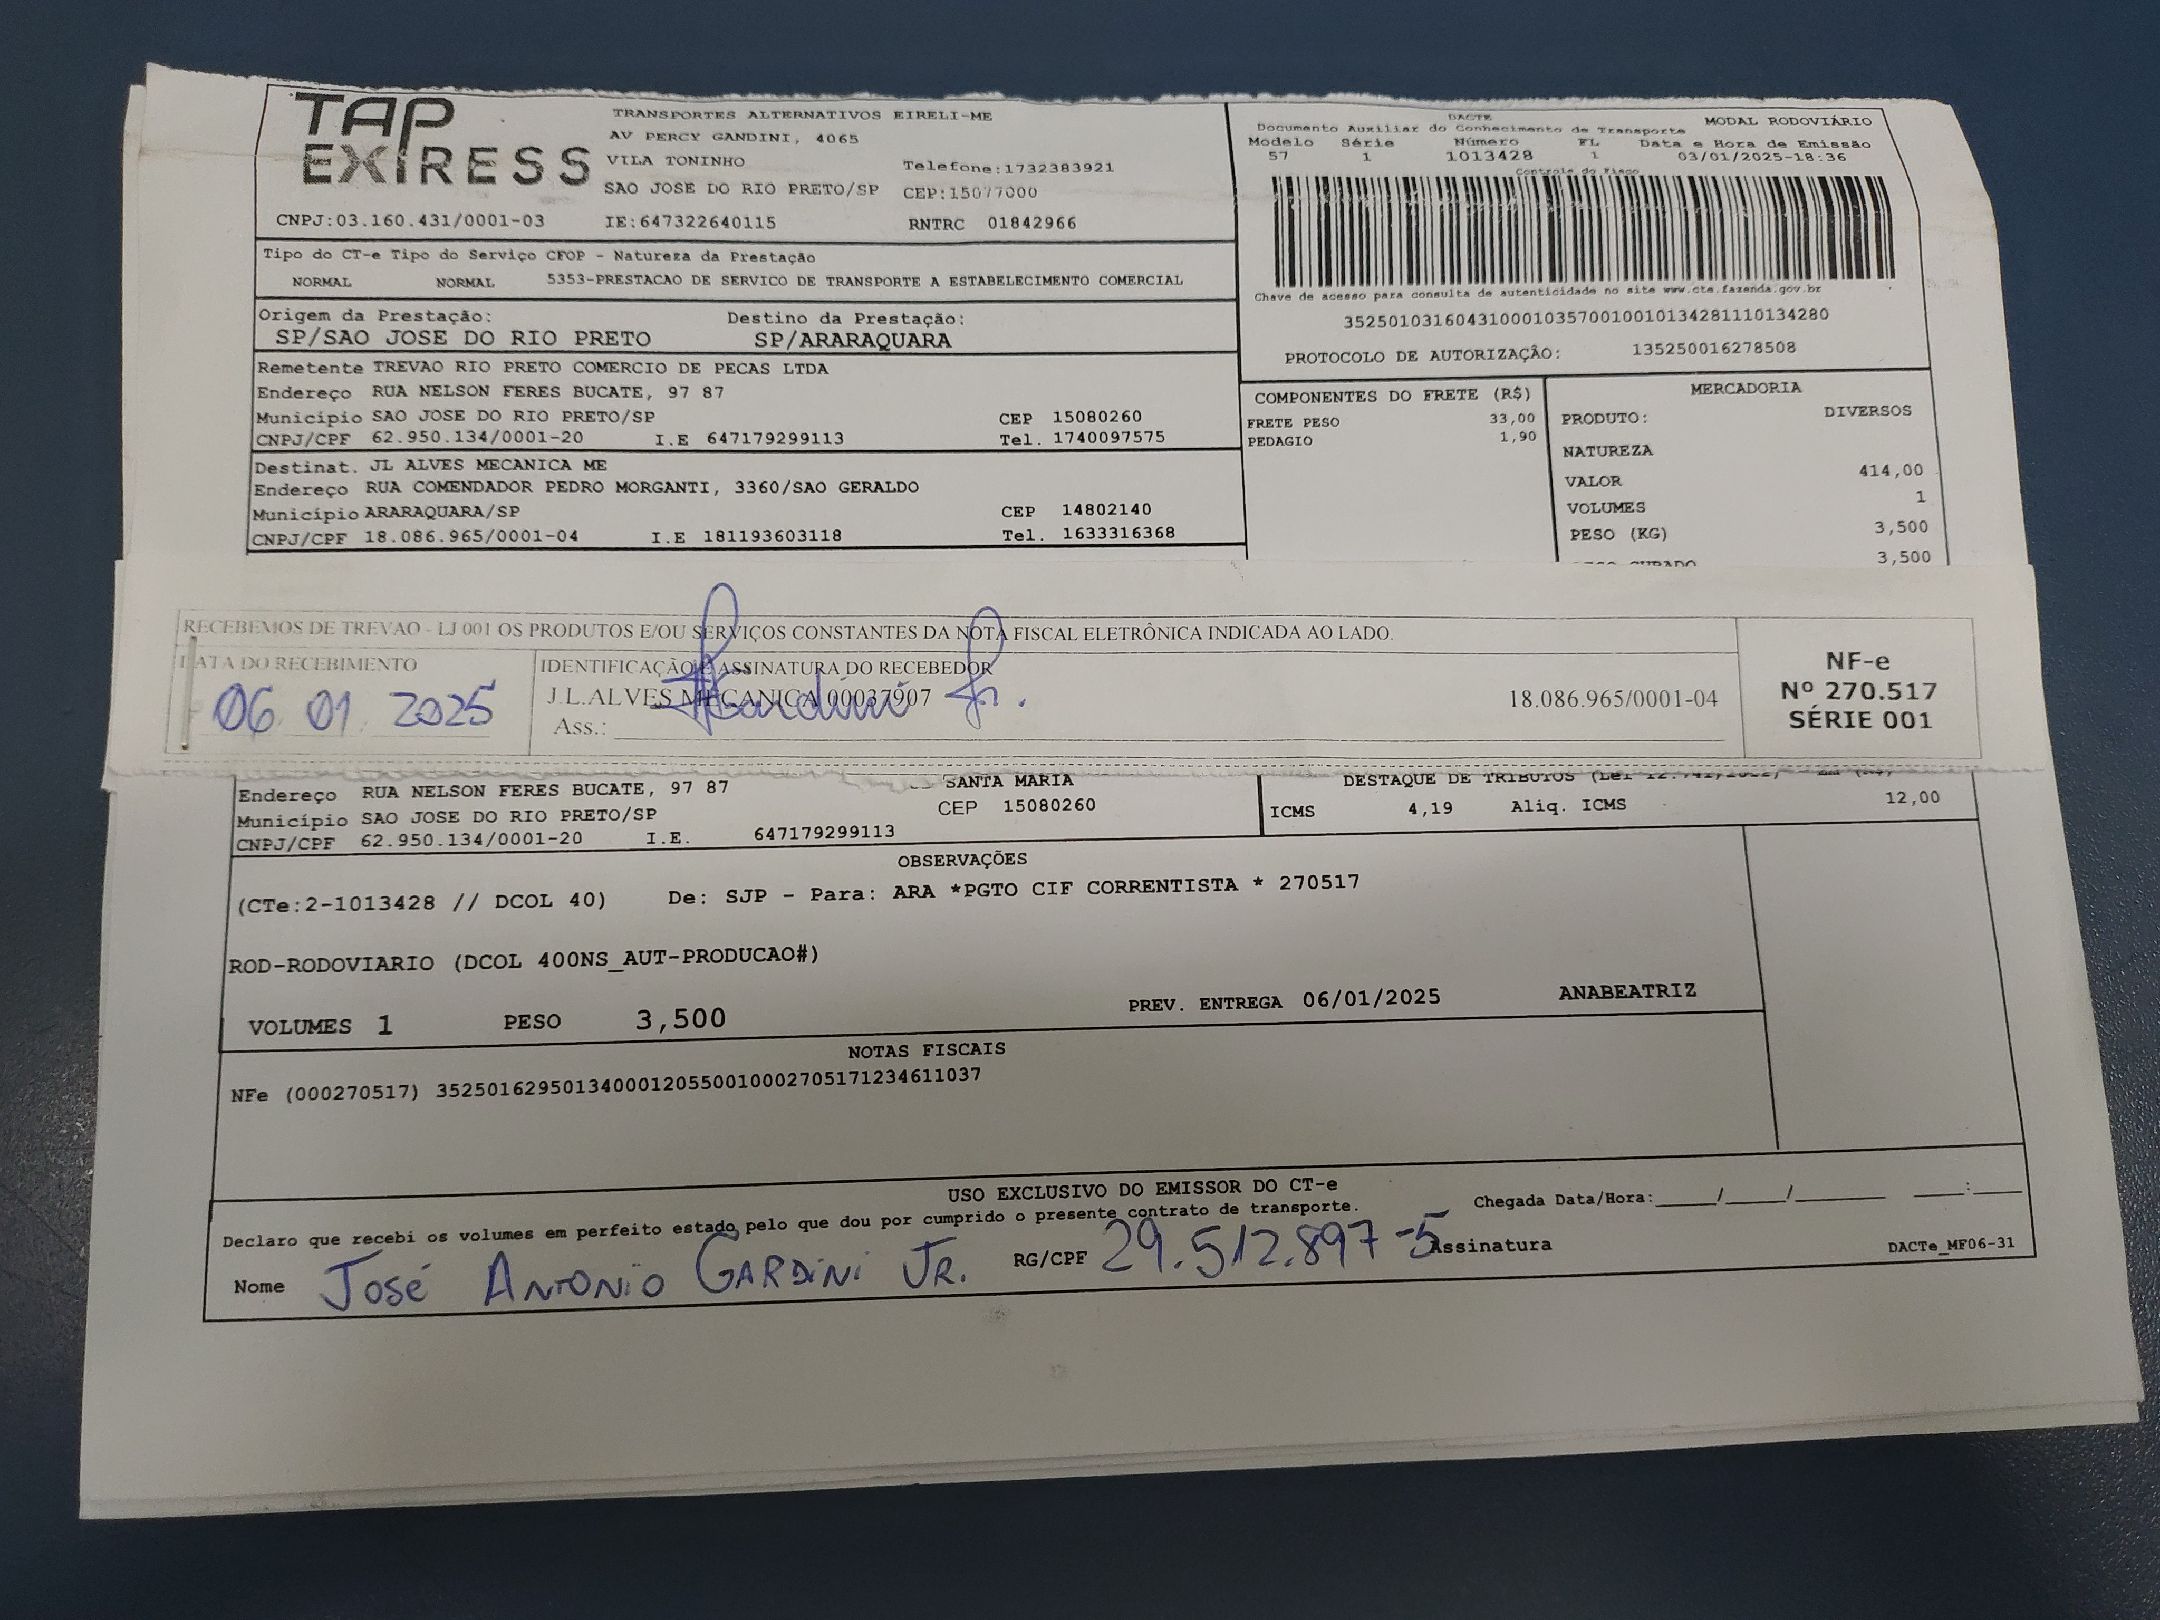 TAP EXPRESS
TRANSPORTES ALTERNATIVOS EIRELI-ME
AV PERCY GANDINI, 4065
VILA TONINHO
Telefone:1732383921
SAO JOSE DO RIO PRETO/SP CEP:15077000
CNPJ:03.160.431/0001-03 IE:647322640115 RNTRC 01842966
DACTE MODAL RODOVIÁRIO
Documento Auxiliar do Conhecimento de Transporte
Modelo Série Número FL Data e Hora de Emissão
57 1 1013428 1 03/01/2025-18:36
Controle do Fisco
Chave de acesso para consulta de autenticidade no site www.cte.fazenda.gov.br
35250103160431000103570010010134281110134280
PROTOCOLO DE AUTORIZAÇÃO: 135250016278508
Tipo do CT-e Tipo do Serviço CFOP - Natureza da Prestação
NORMAL NORMAL 5353-PRESTACAO DE SERVICO DE TRANSPORTE A ESTABELECIMENTO COMERCIAL
Origem da Prestação: Destino da Prestação:
SP/SAO JOSE DO RIO PRETO SP/ARARAQUARA
Remetente TREVAO RIO PRETO COMERCIO DE PECAS LTDA
Endereço RUA NELSON FERES BUCATE, 97 87
Município SAO JOSE DO RIO PRETO/SP CEP 15080260
CNPJ/CPF 62.950.134/0001-20 I.E 647179299113 Tel. 1740097575
Destinat. JL ALVES MECANICA ME
Endereço RUA COMENDADOR PEDRO MORGANTI, 3360/SAO GERALDO
Município ARARAQUARA/SP CEP 14802140
CNPJ/CPF 18.086.965/0001-04 I.E 181193603118 Tel. 1633316368
COMPONENTES DO FRETE (R$)
FRETE PESO 33,00
PEDAGIO 1,90
MERCADORIA
PRODUTO: DIVERSOS
NATUREZA
VALOR 414,00
VOLUMES 1
PESO (KG) 3,500
3,500
RECEBEMOS DE TREVAO - LJ 001 OS PRODUTOS E/OU SERVIÇOS CONSTANTES DA NOTA FISCAL ELETRÔNICA INDICADA AO LADO.
DATA DO RECEBIMENTO
06 01 2025
IDENTIFICAÇÃO E ASSINATURA DO RECEBEDOR
J.L.ALVES MECANICA 00037907 18.086.965/0001-04
Ass.: Gardini Jr.
NF-e
Nº 270.517
SÉRIE 001
SANTA MARIA
Endereço RUA NELSON FERES BUCATE, 97 87
CEP 15080260
Município SAO JOSE DO RIO PRETO/SP
CNPJ/CPF 62.950.134/0001-20 I.E. 647179299113
DESTAQUE DE TRIBUTOS
ICMS 4,19 Aliq. ICMS 12,00
OBSERVAÇÕES
(CTe:2-1013428 // DCOL 40) De: SJP - Para: ARA *PGTO CIF CORRENTISTA * 270517
ROD-RODOVIARIO (DCOL 400NS_AUT-PRODUCAO#)
VOLUMES 1 PESO 3,500 PREV. ENTREGA 06/01/2025 ANABEATRIZ
NOTAS FISCAIS
NFe (000270517) 35250162950134000120550010002705171234611037
USO EXCLUSIVO DO EMISSOR DO CT-e
Declaro que recebi os volumes em perfeito estado pelo que dou por cumprido o presente contrato de transporte. Chegada Data/Hora:____/____/______ ____:____
Nome José Antonio Gardini Jr. RG/CPF 29.512.897-5 Assinatura
DACTe_MF06-31